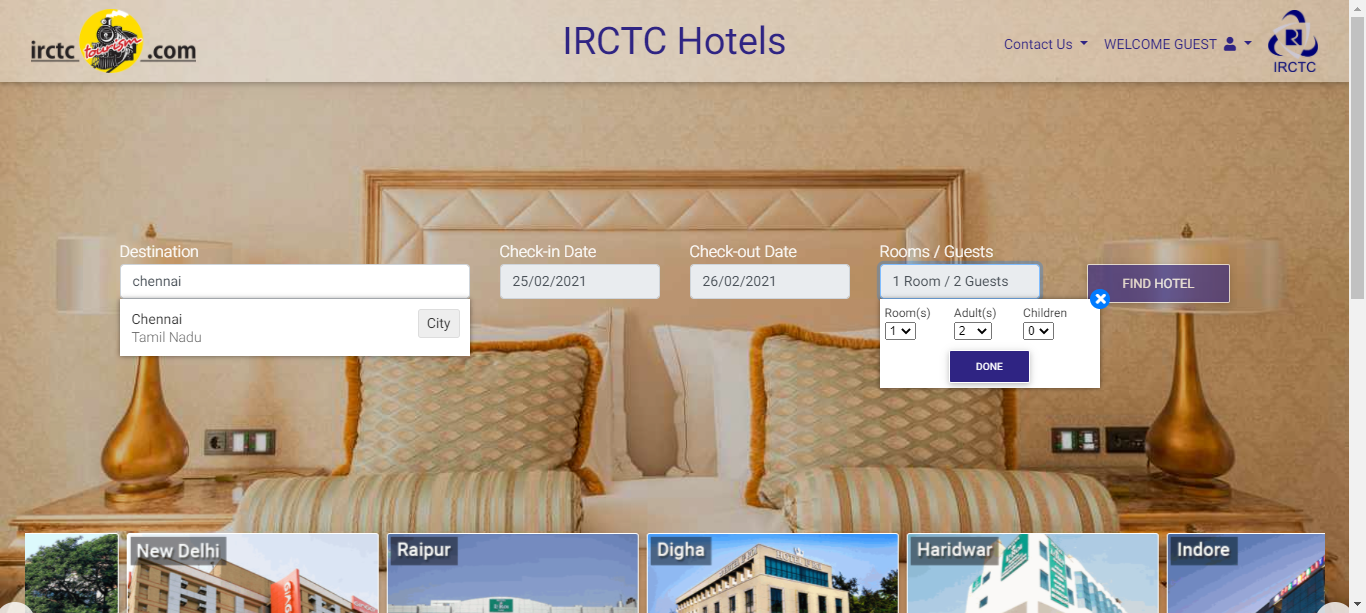 irctc tourism .com
IRCTC Hotels
Contact Us
WELCOME GUEST
IRCTC
Destination
Check-in Date
Check-out Date
Rooms / Guests
chennai
25/02/2021
26/02/2021
1 Room / 2 Guests
FIND HOTEL
Chennai
Tamil Nadu
City
Room(s)
Adult(s)
Children
1
2
0
DONE
New Delhi
Raipur
Digha
Haridwar
Indore